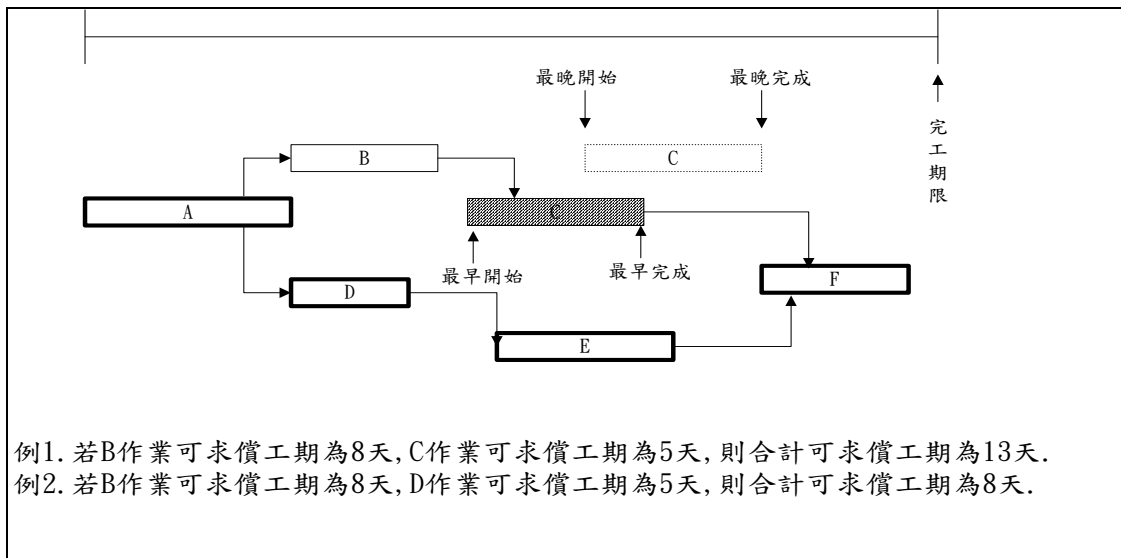 最晚開始
最晚完成
完工期限
B
C
A
C
最早開始
最早完成
D
F
E
例1.若B作業可求償工期為8天,C作業可求償工期為5天,則合計可求償工期為13天.
例2.若B作業可求償工期為8天,D作業可求償工期為5天,則合計可求償工期為8天.